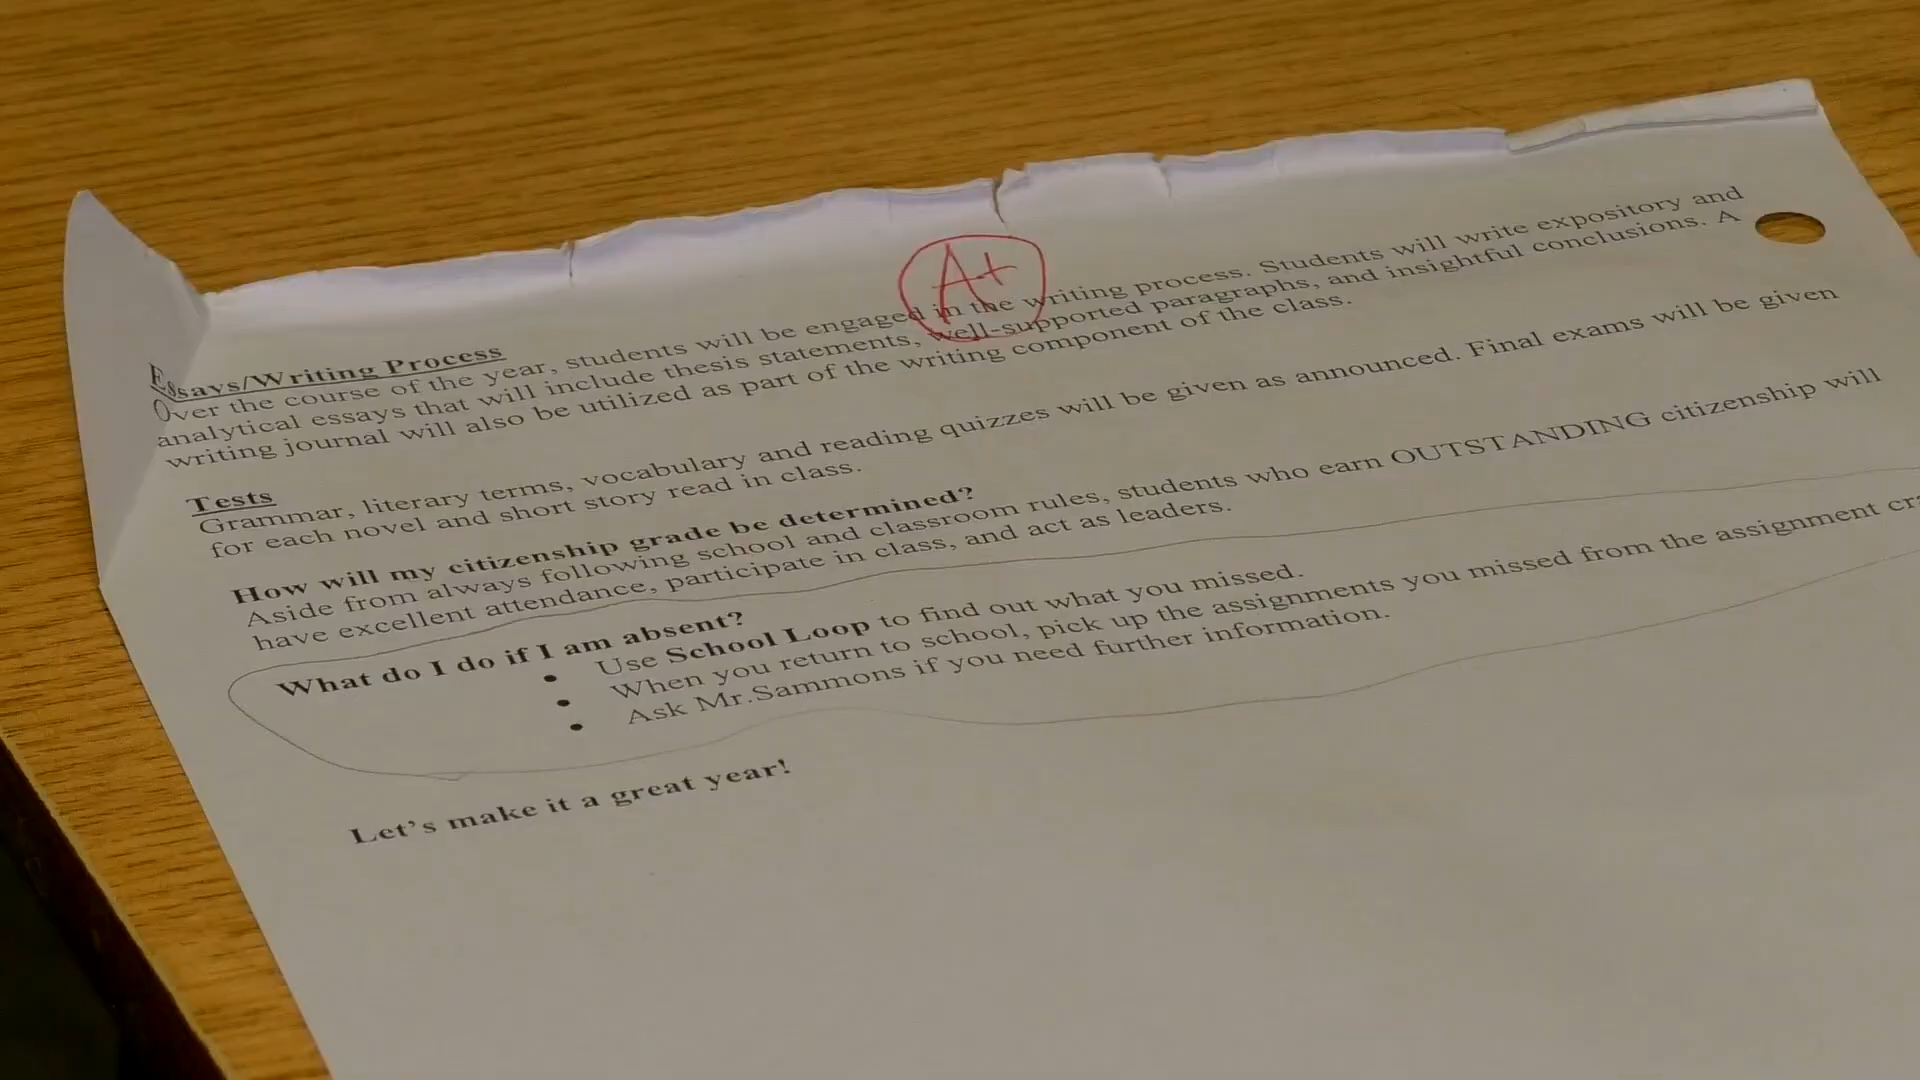 A+
Essays/Writing Process
Over the course of the year, students will be engaged in the writing process. Students will write expository and
analytical essays that will include thesis statements, well-supported paragraphs, and insightful conclusions. A
writing journal will also be utilized as part of the writing component of the class.
Tests
Grammar, literary terms, vocabulary and reading quizzes will be given as announced. Final exams will be given
for each novel and short story read in class.
How will my citizenship grade be determined?
Aside from always following school and classroom rules, students who earn OUTSTANDING citizenship will
have excellent attendance, participate in class, and act as leaders.
What do I do if I am absent?
• Use School Loop to find out what you missed.
• When you return to school, pick up the assignments you missed from the assignment
• Ask Mr.Sammons if you need further information.
Let's make it a great year!